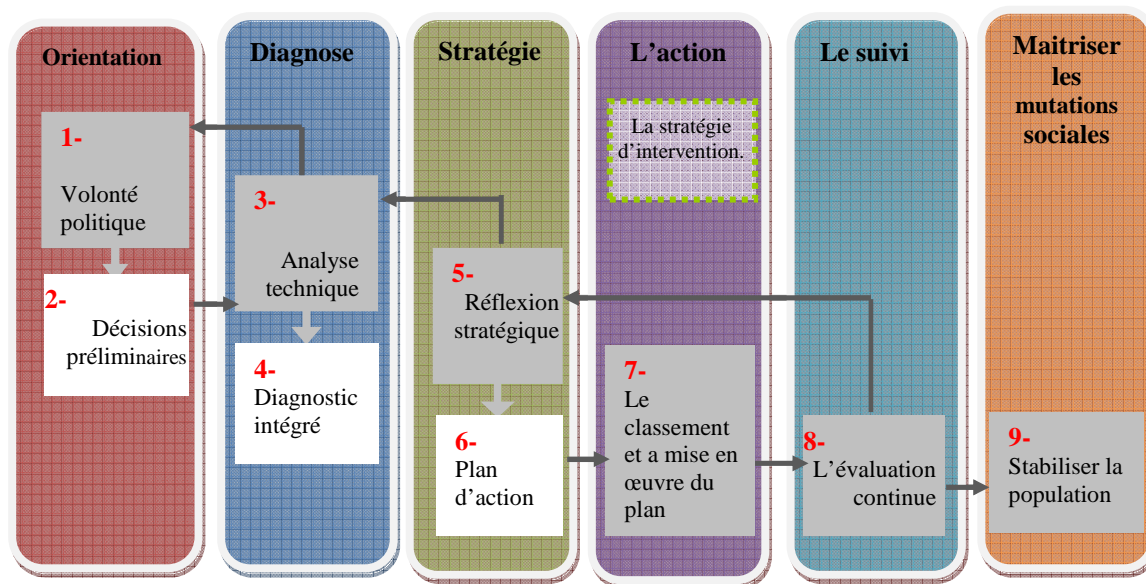 Orientation
1-
Volonté
politique
2-
Décisions
préliminaires
Diagnose
3-
Analyse
technique
4-
Diagnostic
intégré
Stratégie
5-
Réflexion
stratégique
6-
Plan
d’action
L’action
La stratégie
d’intervention.
7-
Le
classement
et a mise en
œuvre du
plan
Le suivi
8-
L’évaluation
continue
Maitriser
les
mutations
sociales
9-
Stabiliser la
population